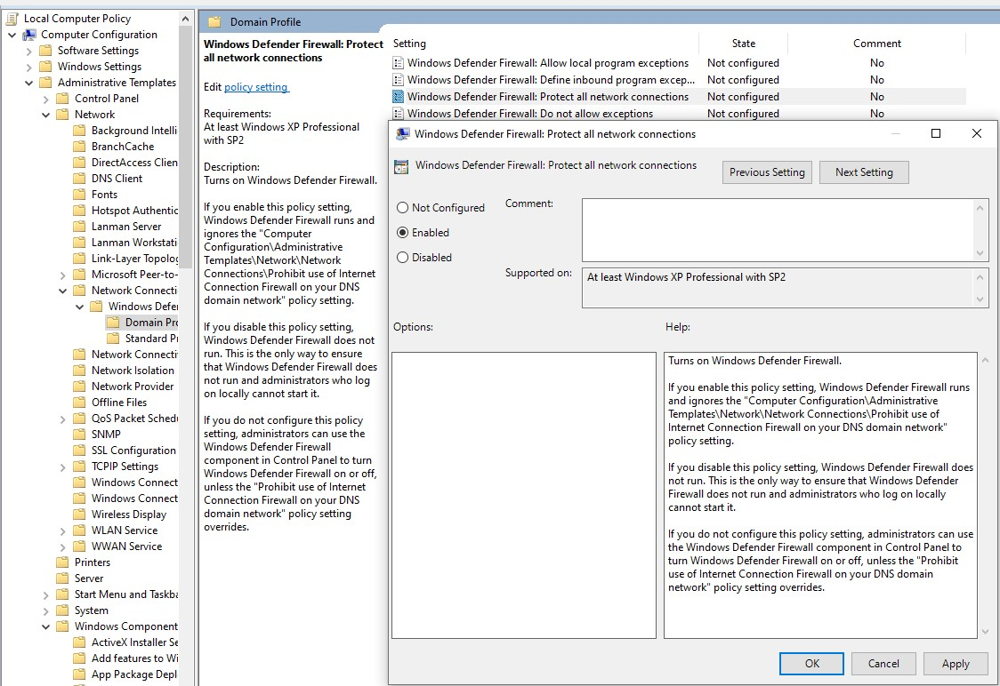 Local Computer Policy
Computer Configuration
Software Settings
Windows Settings
Administrative Templates
Control Panel
Network
Background Intelli
BranchCache
DirectAccess Clien
DNS Client
Fonts
Hotspot Authentic
Lanman Server
Lanman Workstati
Link-Layer Topolog
Microsoft Peer-to-
Network Connecti
Windows Defen
Domain Pro
Standard Pr
Network Connectiv
Network Isolation
Network Provider
Offline Files
QoS Packet Schedu
SNMP
SSL Configuration
TCPIP Settings
Windows Connect
Windows Connect
Wireless Display
WLAN Service
WWAN Service
Printers
Server
Start Menu and Taskba
System
Windows Component
ActiveX Installer Se
Add features to Wi
App Package Depl
Domain Profile
Windows Defender Firewall: Protect
all network connections
Edit policy setting
Requirements:
At least Windows XP Professional
with SP2
Description:
Turns on Windows Defender Firewall.
If you enable this policy setting,
Windows Defender Firewall runs and
ignores the "Computer
Configuration\Administrative
Templates\Network\Network
Connections\Prohibit use of Internet
Connection Firewall on your DNS
domain network" policy setting.
If you disable this policy setting,
Windows Defender Firewall does not
run. This is the only way to ensure
that Windows Defender Firewall does
not run and administrators who log
on locally cannot start it.
If you do not configure this policy
setting, administrators can use the
Windows Defender Firewall
component in Control Panel to turn
Windows Defender Firewall on or off,
unless the "Prohibit use of Internet
Connection Firewall on your DNS
domain network" policy setting
overrides.
Setting State Comment
Windows Defender Firewall: Allow local program exceptions Not configured No
Windows Defender Firewall: Define inbound program excep... Not configured No
Windows Defender Firewall: Protect all network connections Not configured No
Windows Defender Firewall: Do not allow exceptions Not configured No
Windows Defender Firewall: Protect all network connections
Windows Defender Firewall: Protect all network connections
Previous Setting
Next Setting
Not Configured
Enabled
Disabled
Comment:
Supported on:
At least Windows XP Professional with SP2
Options:
Help:
Turns on Windows Defender Firewall.
If you enable this policy setting, Windows Defender Firewall runs
and ignores the "Computer Configuration\Administrative
Templates\Network\Network Connections\Prohibit use of
Internet Connection Firewall on your DNS domain network"
policy setting.
If you disable this policy setting, Windows Defender Firewall does
not run. This is the only way to ensure that Windows Defender
Firewall does not run and administrators who log on locally
cannot start it.
If you do not configure this policy setting, administrators can use
the Windows Defender Firewall component in Control Panel to
turn Windows Defender Firewall on or off, unless the "Prohibit
use of Internet Connection Firewall on your DNS domain
network" policy setting overrides.
OK
Cancel
Apply